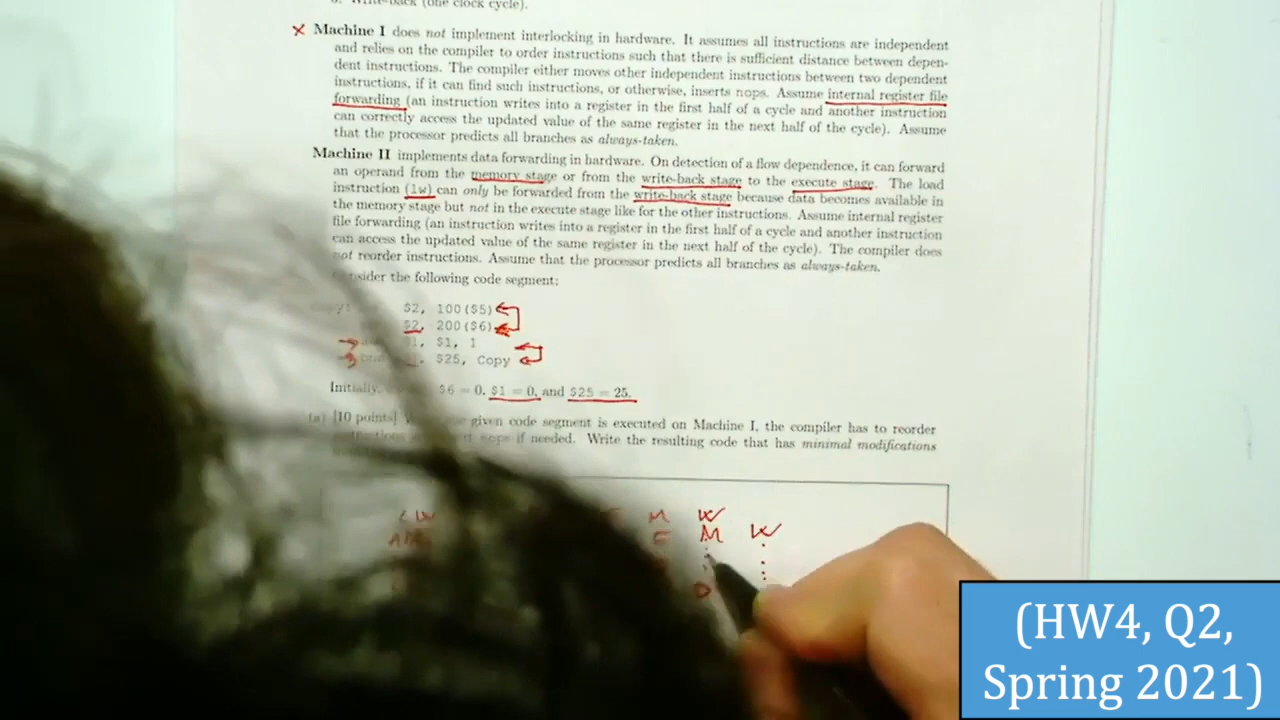 Write-back (one clock cycle).
× Machine I does not implement interlocking in hardware. It assumes all instructions are independent
and relies on the compiler to order instructions such that there is sufficient distance between depen-
dent instructions. The compiler either moves other independent instructions between two dependent
instructions, if it can find such instructions, or otherwise, inserts nops. Assume internal register file
forwarding (an instruction writes into a register in the first half of a cycle and another instruction
can correctly access the updated value of the same register in the next half of the cycle). Assume
that the processor predicts all branches as always-taken.
Machine II implements data forwarding in hardware. On detection of a flow dependence, it can forward
an operand from the memory stage or from the write-back stage to the execute stage. The load
instruction (lw) can only be forwarded from the write-back stage because data becomes available in
the memory stage but not in the execute stage like for the other instructions. Assume internal register
file forwarding (an instruction writes into a register in the first half of a cycle and another instruction
can access the updated value of the same register in the next half of the cycle). The compiler does
not reorder instructions. Assume that the processor predicts all branches as always-taken.
the following code segment:
$2, 100($5)
$2, 200($6)
$1, 1
$25, Copy
Initially, $6 = 0, $1 = 0, and $25 = 25.
(a) [10 points] given code segment is executed on Machine I, the compiler has to reorder
nops if needed. Write the resulting code that has minimal modifications
M W
E M W
D
(HW4, Q2,
Spring 2021)